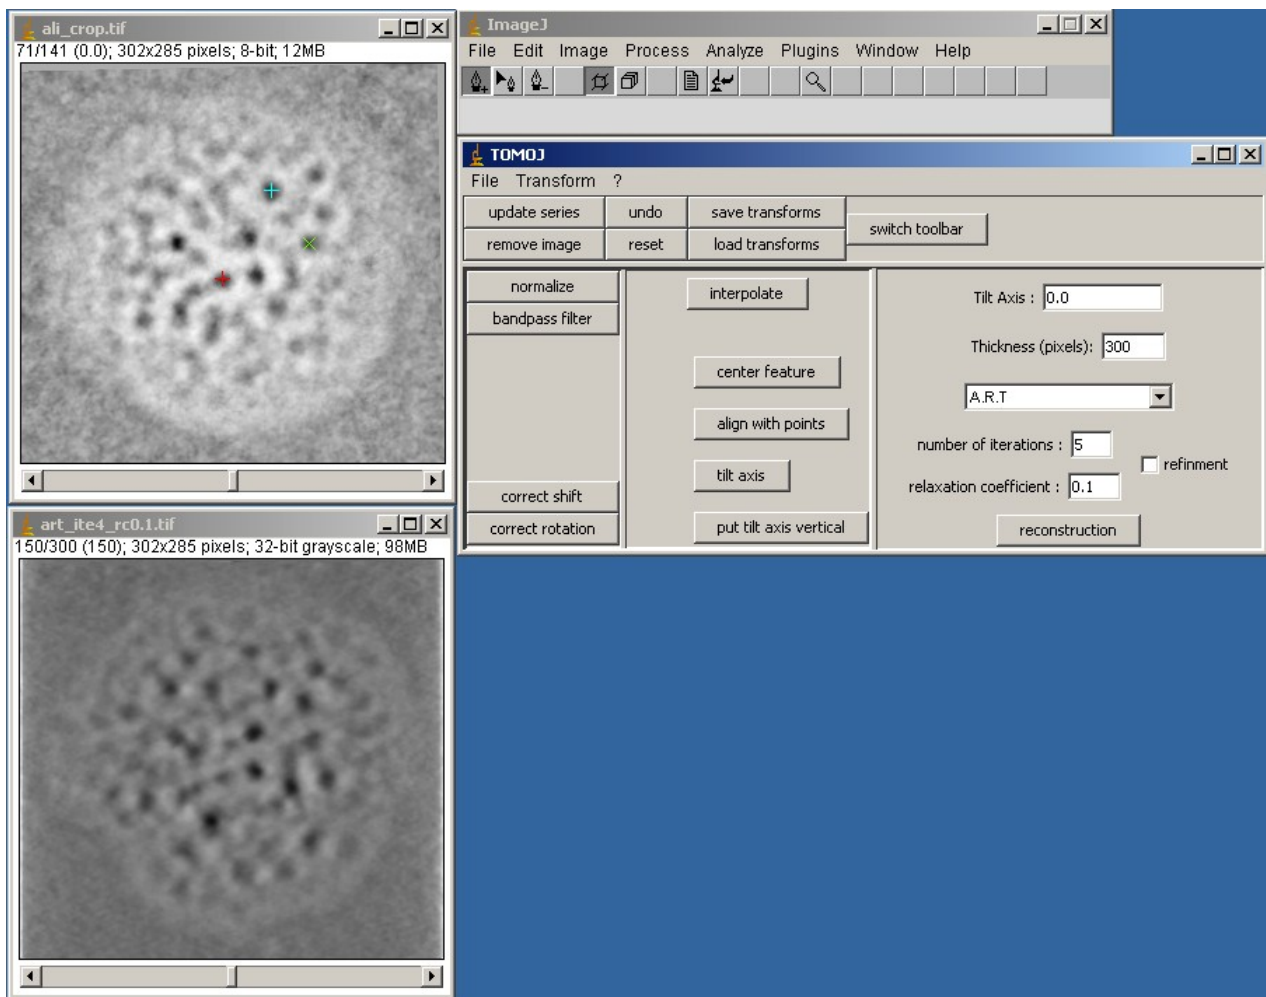 ali_crop.tif
71/141 (0.0); 302x285 pixels; 8-bit; 12MB
ImageJ
File Edit Image Process Analyze Plugins Window Help
TOMOJ
File Transform ?
update series undo save transforms
switch toolbar
remove image reset load transforms
normalize
bandpass filter
correct shift
correct rotation
interpolate
center feature
align with points
tilt axis
put tilt axis vertical
Tilt Axis : 0.0
Thickness (pixels): 300
A.R.T
number of iterations : 5
refinment
relaxation coefficient : 0.1
reconstruction
art_ite4_rc0.1.tif
150/300 (150); 302x285 pixels; 32-bit grayscale; 98MB